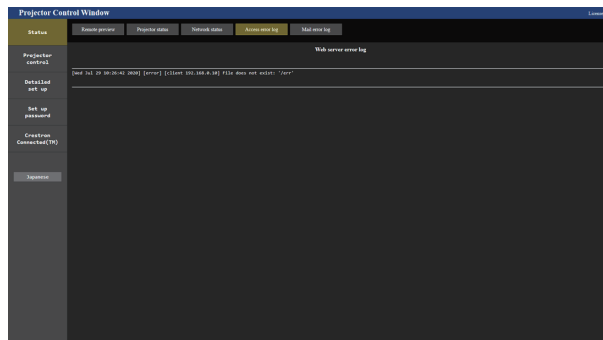 Projector Control Window
License
Status
Remote preview
Projector status
Network status
Access error log
Mail error log
Web server error log
[Wed Jul 29 10:26:42 2020] [error] [client 192.168.0.10] File does not exist: '/err'
Projector
control
Detailed
set up
Set up
password
Crestron
Connected(TM)
Japanese